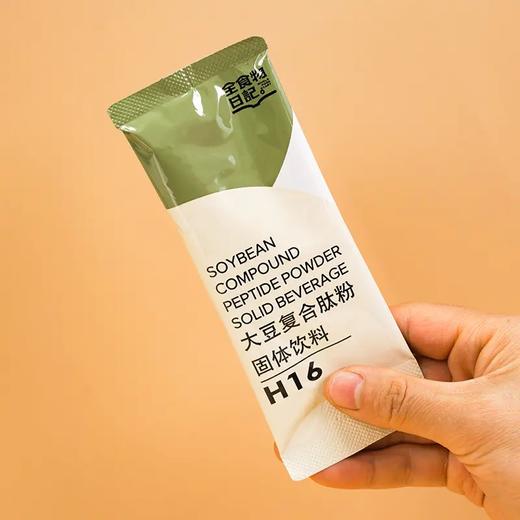 全食物
日記
SOYBEAN
COMPOUND
PEPTIDE POWDER
SOLID BEVERAGE
大豆复合肽粉
固体饮料
H16